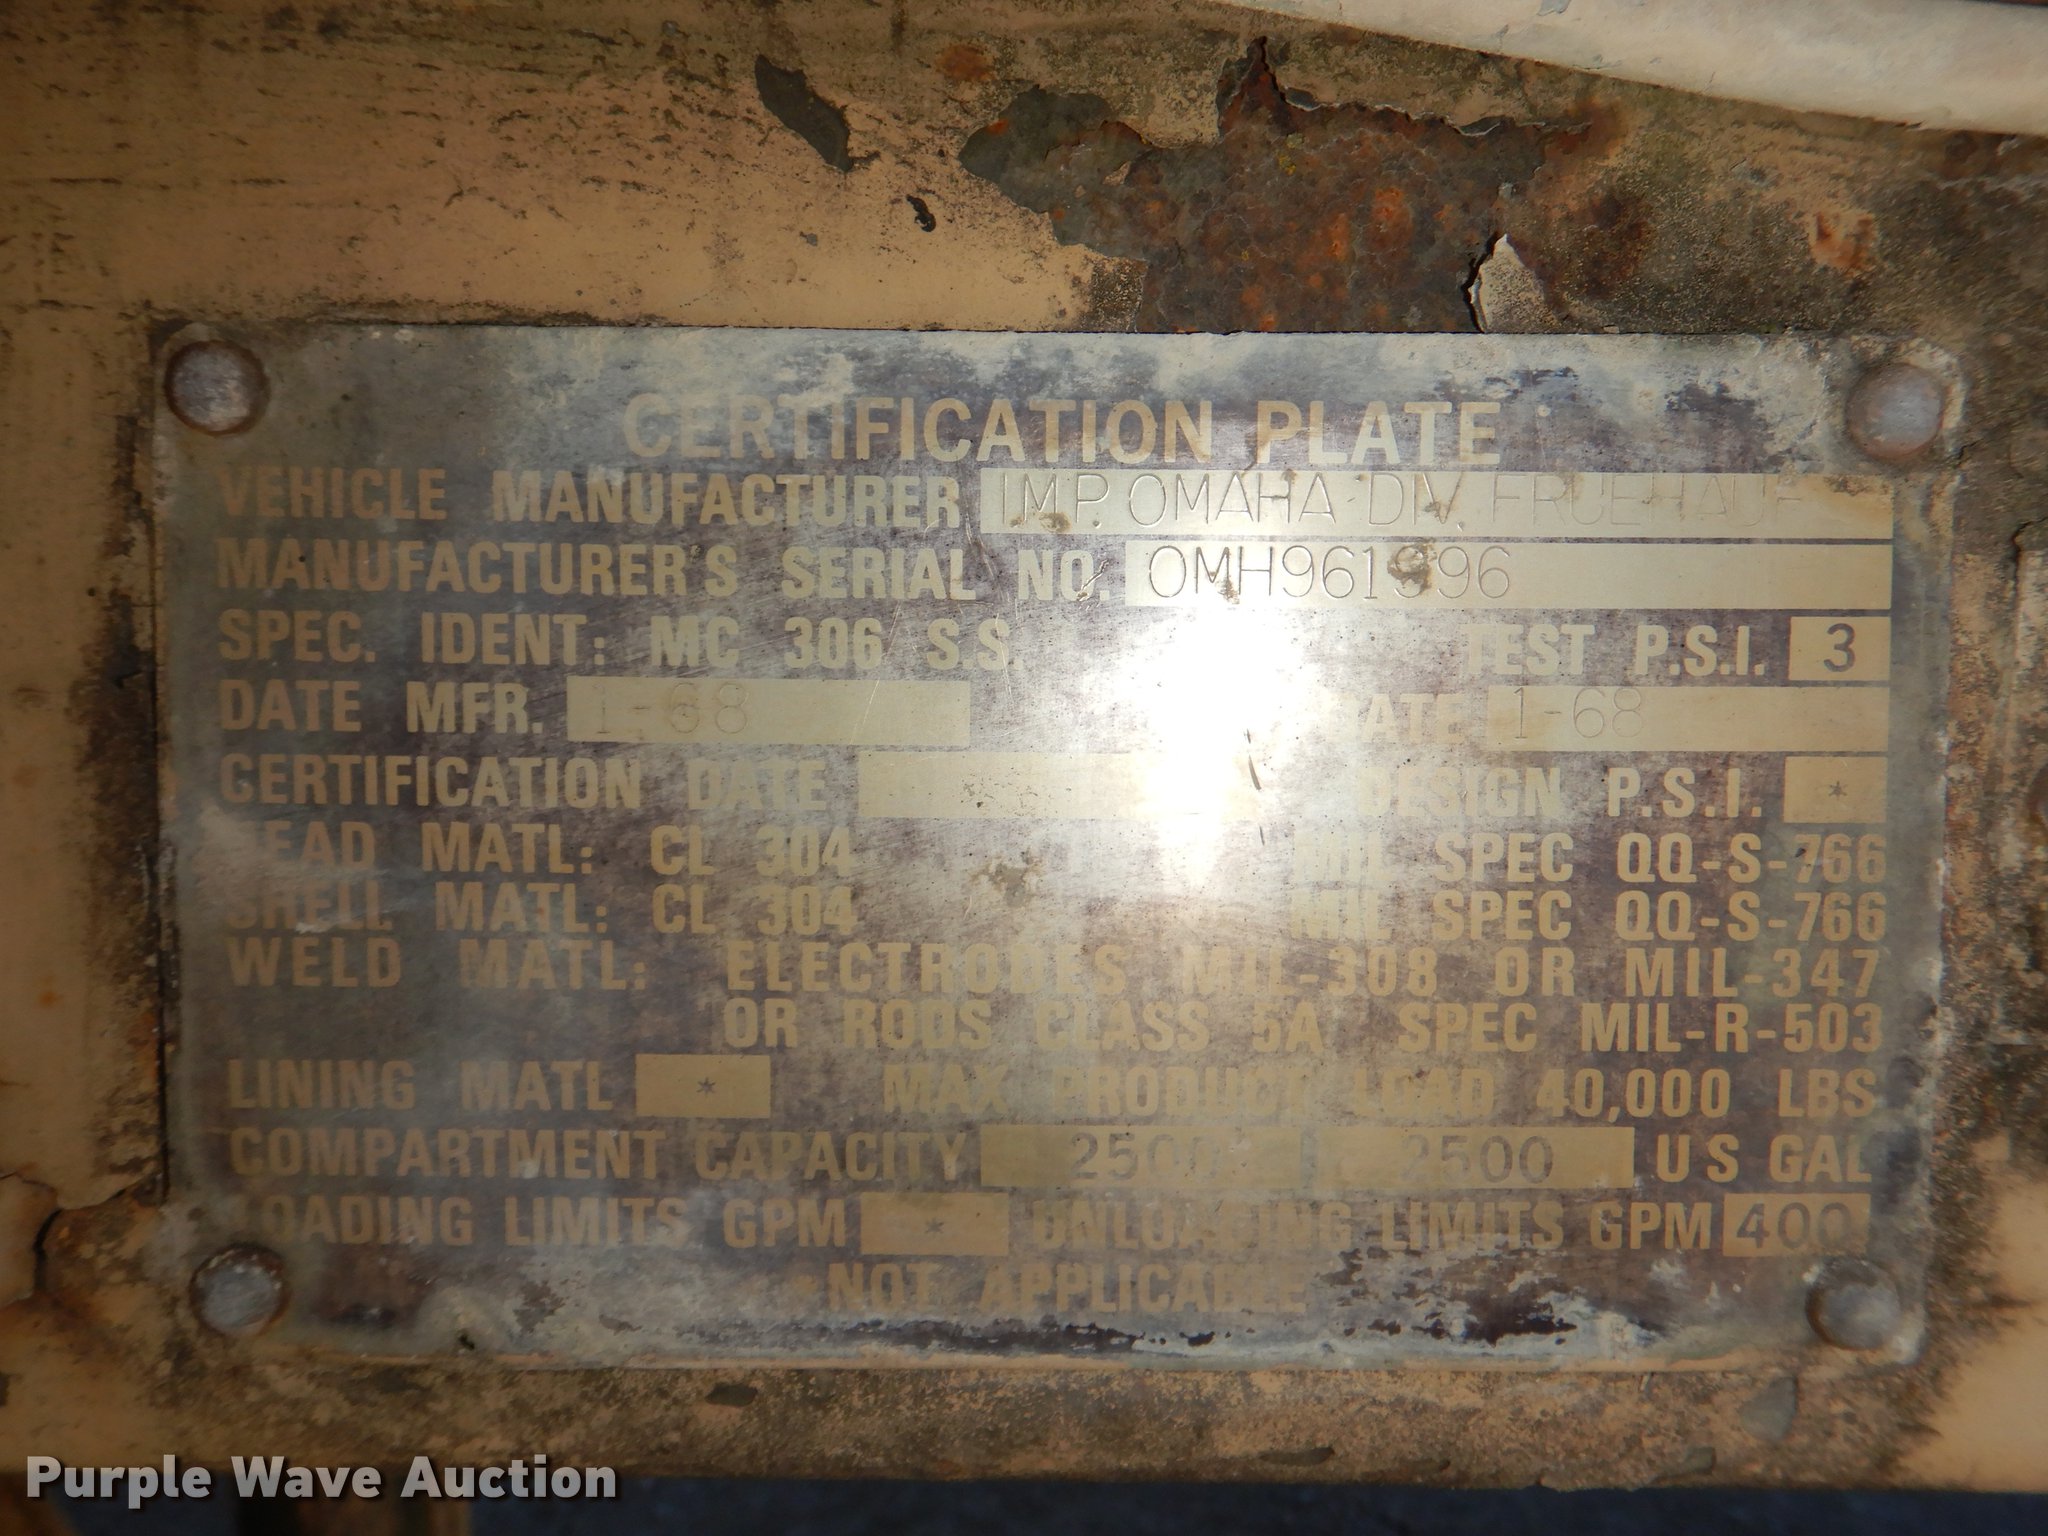 CERTIFICATION PLATE
VEHICLE MANUFACTURER IMP. OMAHA DIV. FRUEHAUF
MANUFACTURER'S SERIAL NO. OMH961996
SPEC. IDENT: MC 306 S.S. TEST P.S.I. 3
DATE MFR. 1-68 DATE 1-68
CERTIFICATION DATE DESIGN P.S.I. *
HEAD MATL: CL 304 MIL SPEC QQ-S-766
SHELL MATL: CL 304 MIL SPEC QQ-S-766
WELD MATL: ELECTRODES MIL-308 OR MIL-347
OR RODS CLASS 5A SPEC MIL-R-503
LINING MATL * MAX PRODUCT LOAD 40,000 LBS
COMPARTMENT CAPACITY 2500 2500 US GAL
LOADING LIMITS GPM * UNLOADING LIMITS GPM 400
*NOT APPLICABLE
Purple Wave Auction